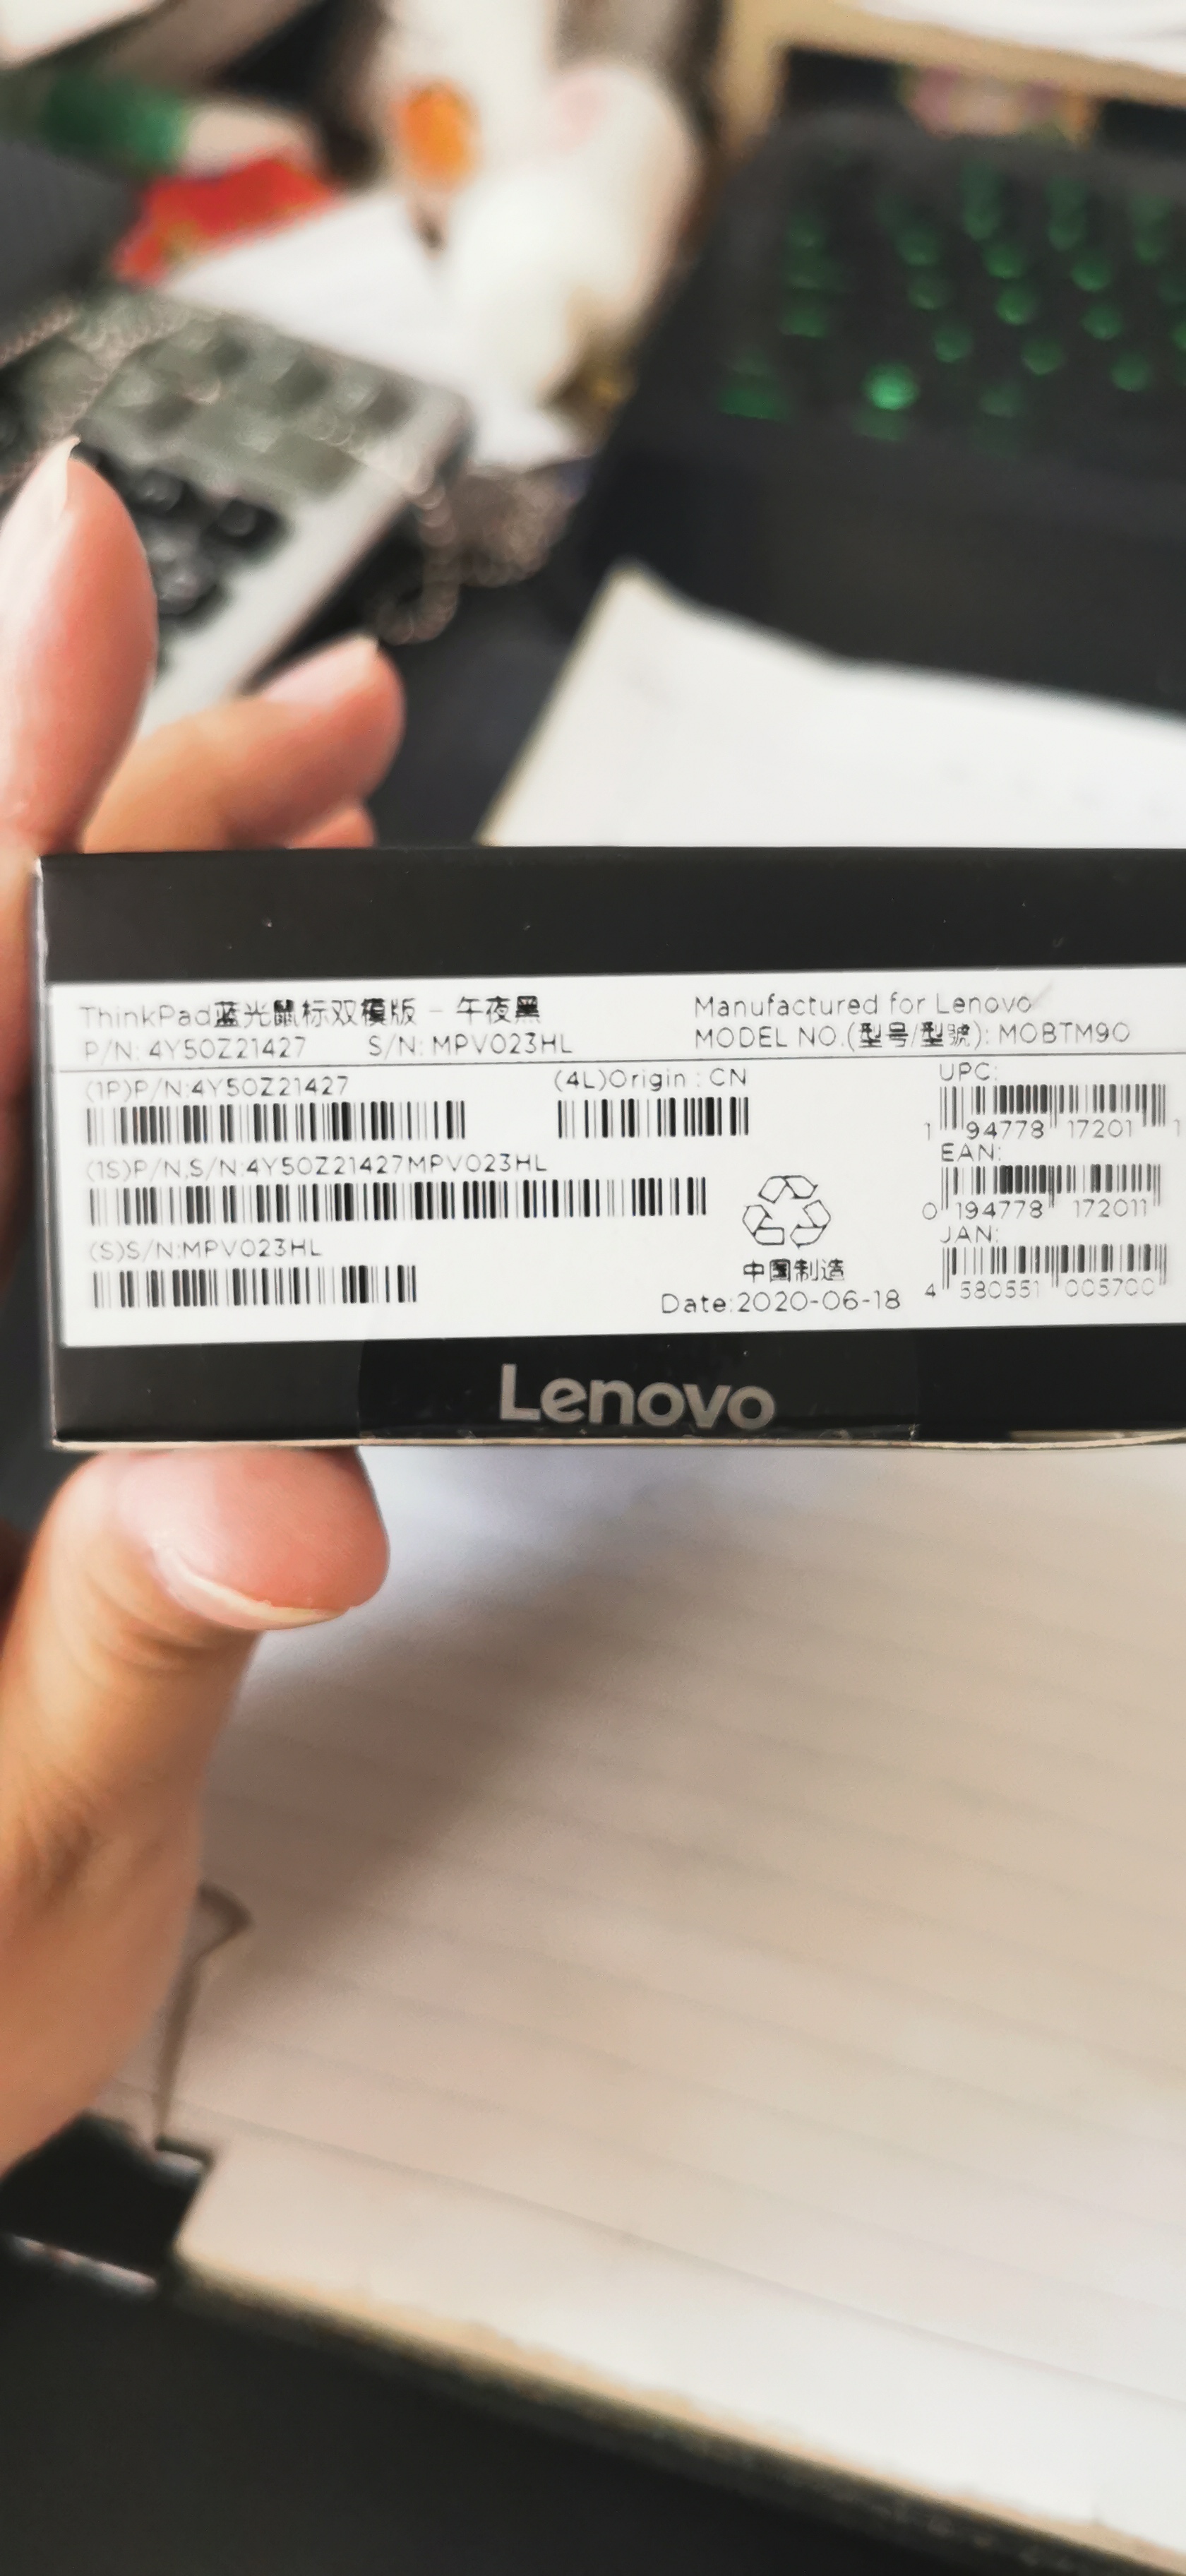 ThinkPad蓝光鼠标双模版 - 午夜黑
P/N: 4Y50Z21427 S/N: MPV023HL
Manufactured for Lenovo
MODEL NO.(型号/型號): MOBTM90
(1P)P/N:4Y50Z21427
(4L)Origin : CN
(1S)P/N,S/N:4Y50Z21427MPV023HL
(S)S/N:MPV023HL
中国制造
Date:2020-06-18
UPC:
1 94778 17201 1
EAN:
0 194778 172011
JAN:
4 580551 005700
Lenovo